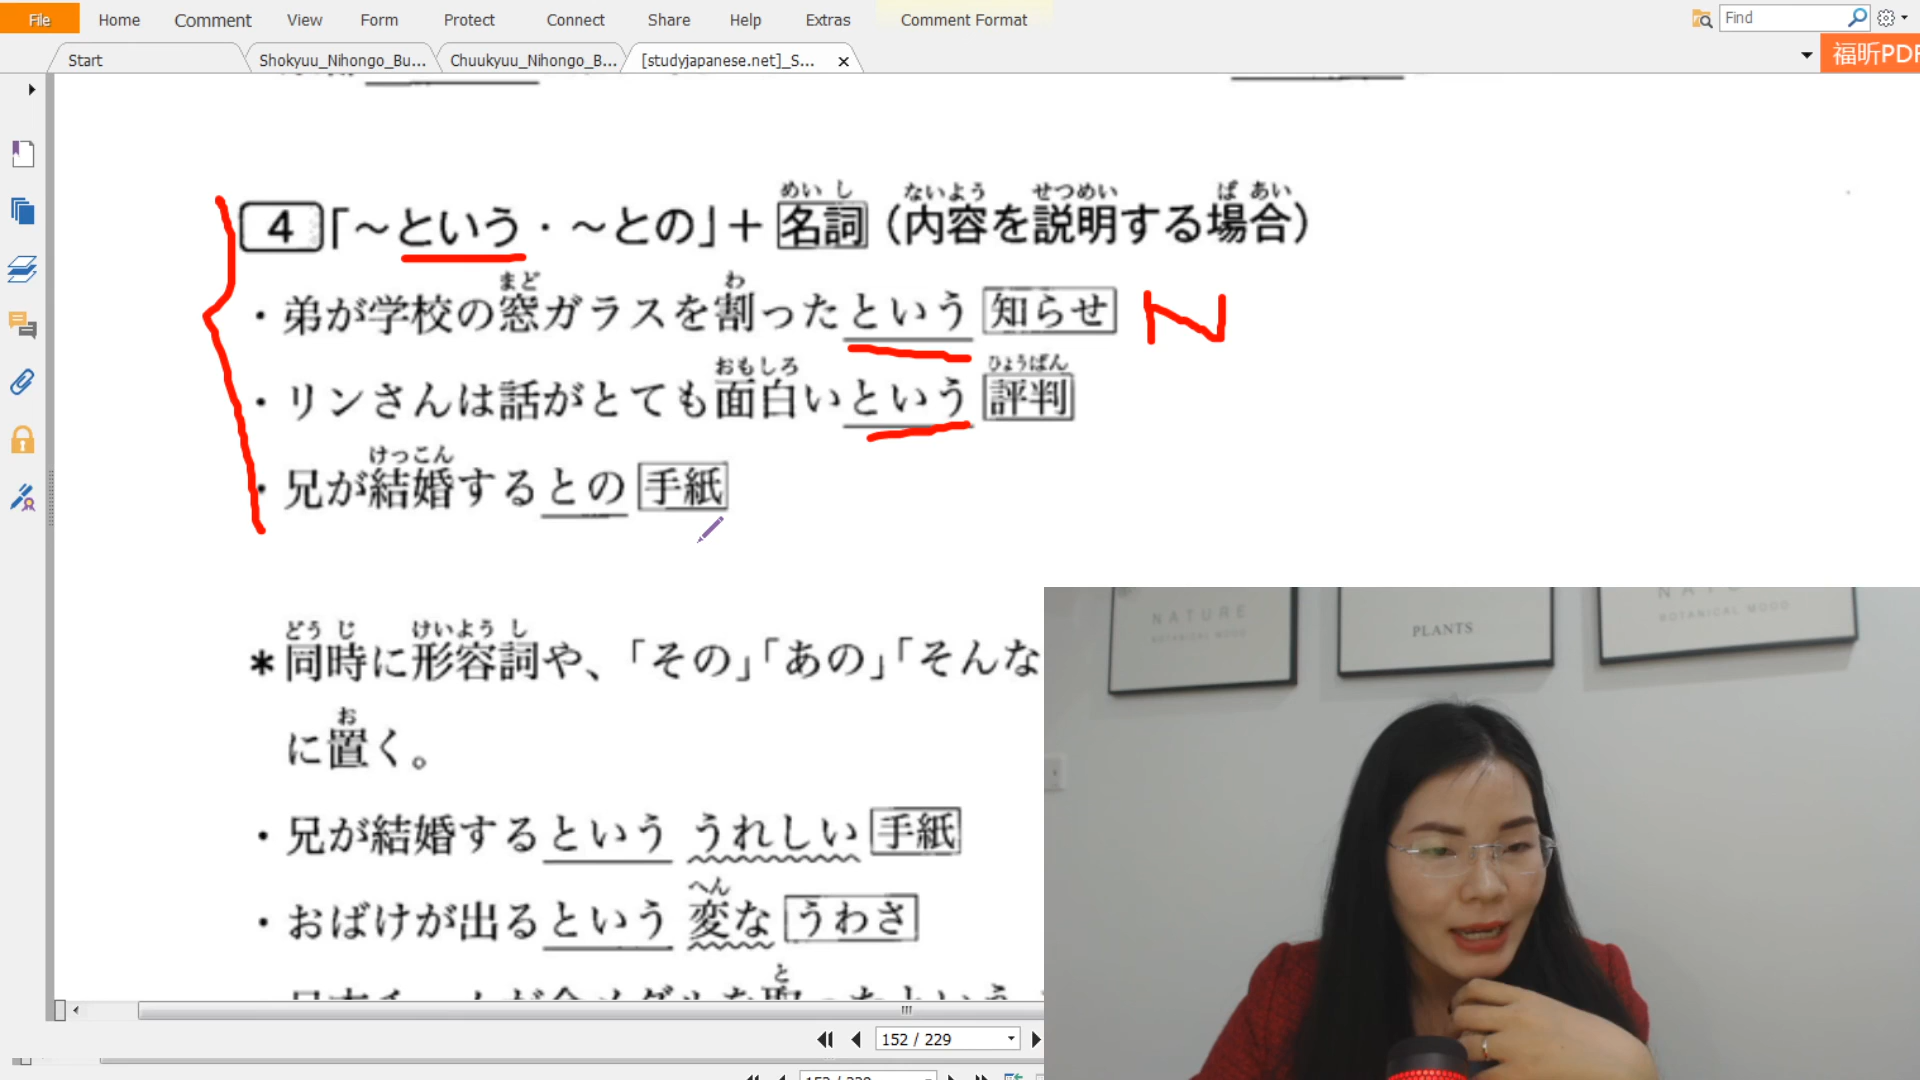 File Home Comment View Form Protect Connect Share Help Extras Comment Format Find
Start Shokyuu_Nihongo_Bu... Chuukyuu_Nihongo_B... [studyjapanese.net]_S... 福昕PDF
めいし ないよう せつめい ばあい
4 「～という・～との」＋ 名詞 （内容を説明する場合）
まど わ
・弟が学校の窓ガラスを割ったという 知らせ N
おもしろ ひょうばん
・リンさんは話がとても面白いという 評判
けっこん
・兄が結婚するとの 手紙
どうじ けいようし
＊同時に形容詞や、「その」「あの」「そんな
お
に置く。
・兄が結婚するという うれしい 手紙
へん
・おばけが出るという 変な うわさ
と
NATURE
BOTANICAL MOOD
PLANTS
BOTANICAL MOOD
152 / 229